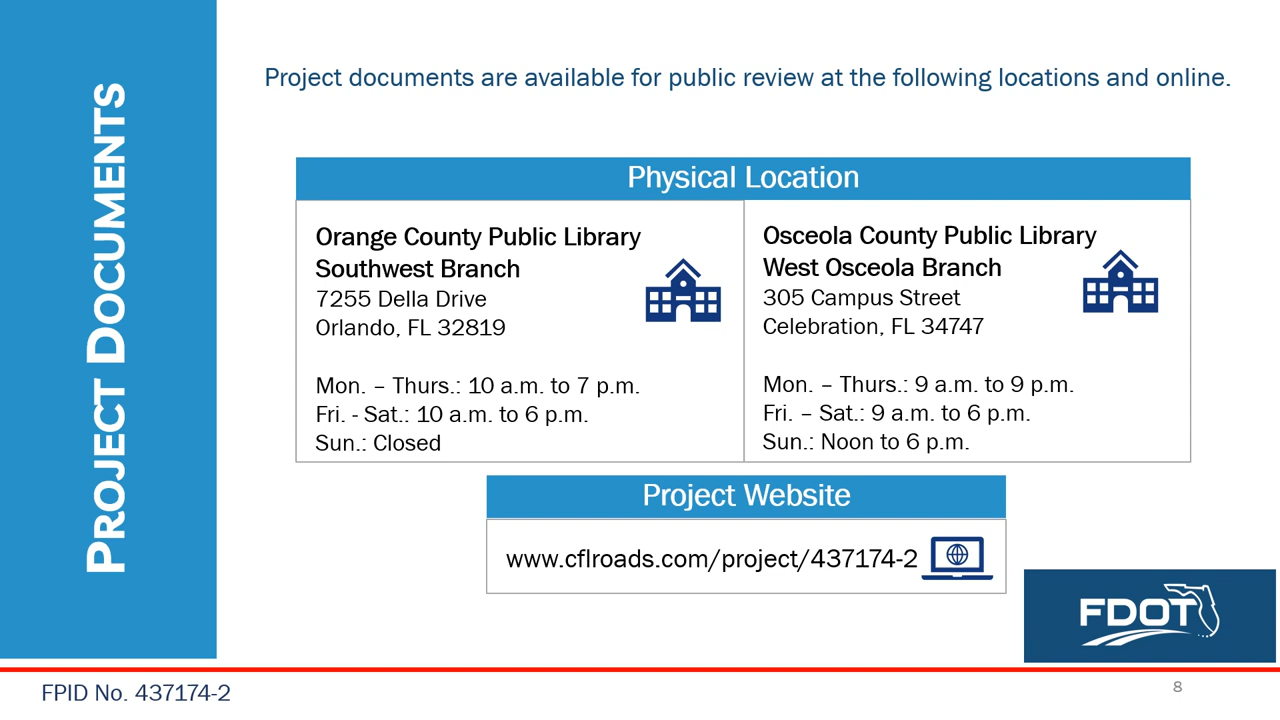 PROJECT DOCUMENTS
Project documents are available for public review at the following locations and online.
Physical Location
Orange County Public Library
Southwest Branch
7255 Della Drive
Orlando, FL 32819
Mon. – Thurs.: 10 a.m. to 7 p.m.
Fri. - Sat.: 10 a.m. to 6 p.m.
Sun.: Closed
Osceola County Public Library
West Osceola Branch
305 Campus Street
Celebration, FL 34747
Mon. – Thurs.: 9 a.m. to 9 p.m.
Fri. – Sat.: 9 a.m. to 6 p.m.
Sun.: Noon to 6 p.m.
Project Website
www.cflroads.com/project/437174-2
FDOT
FPID No. 437174-2
8